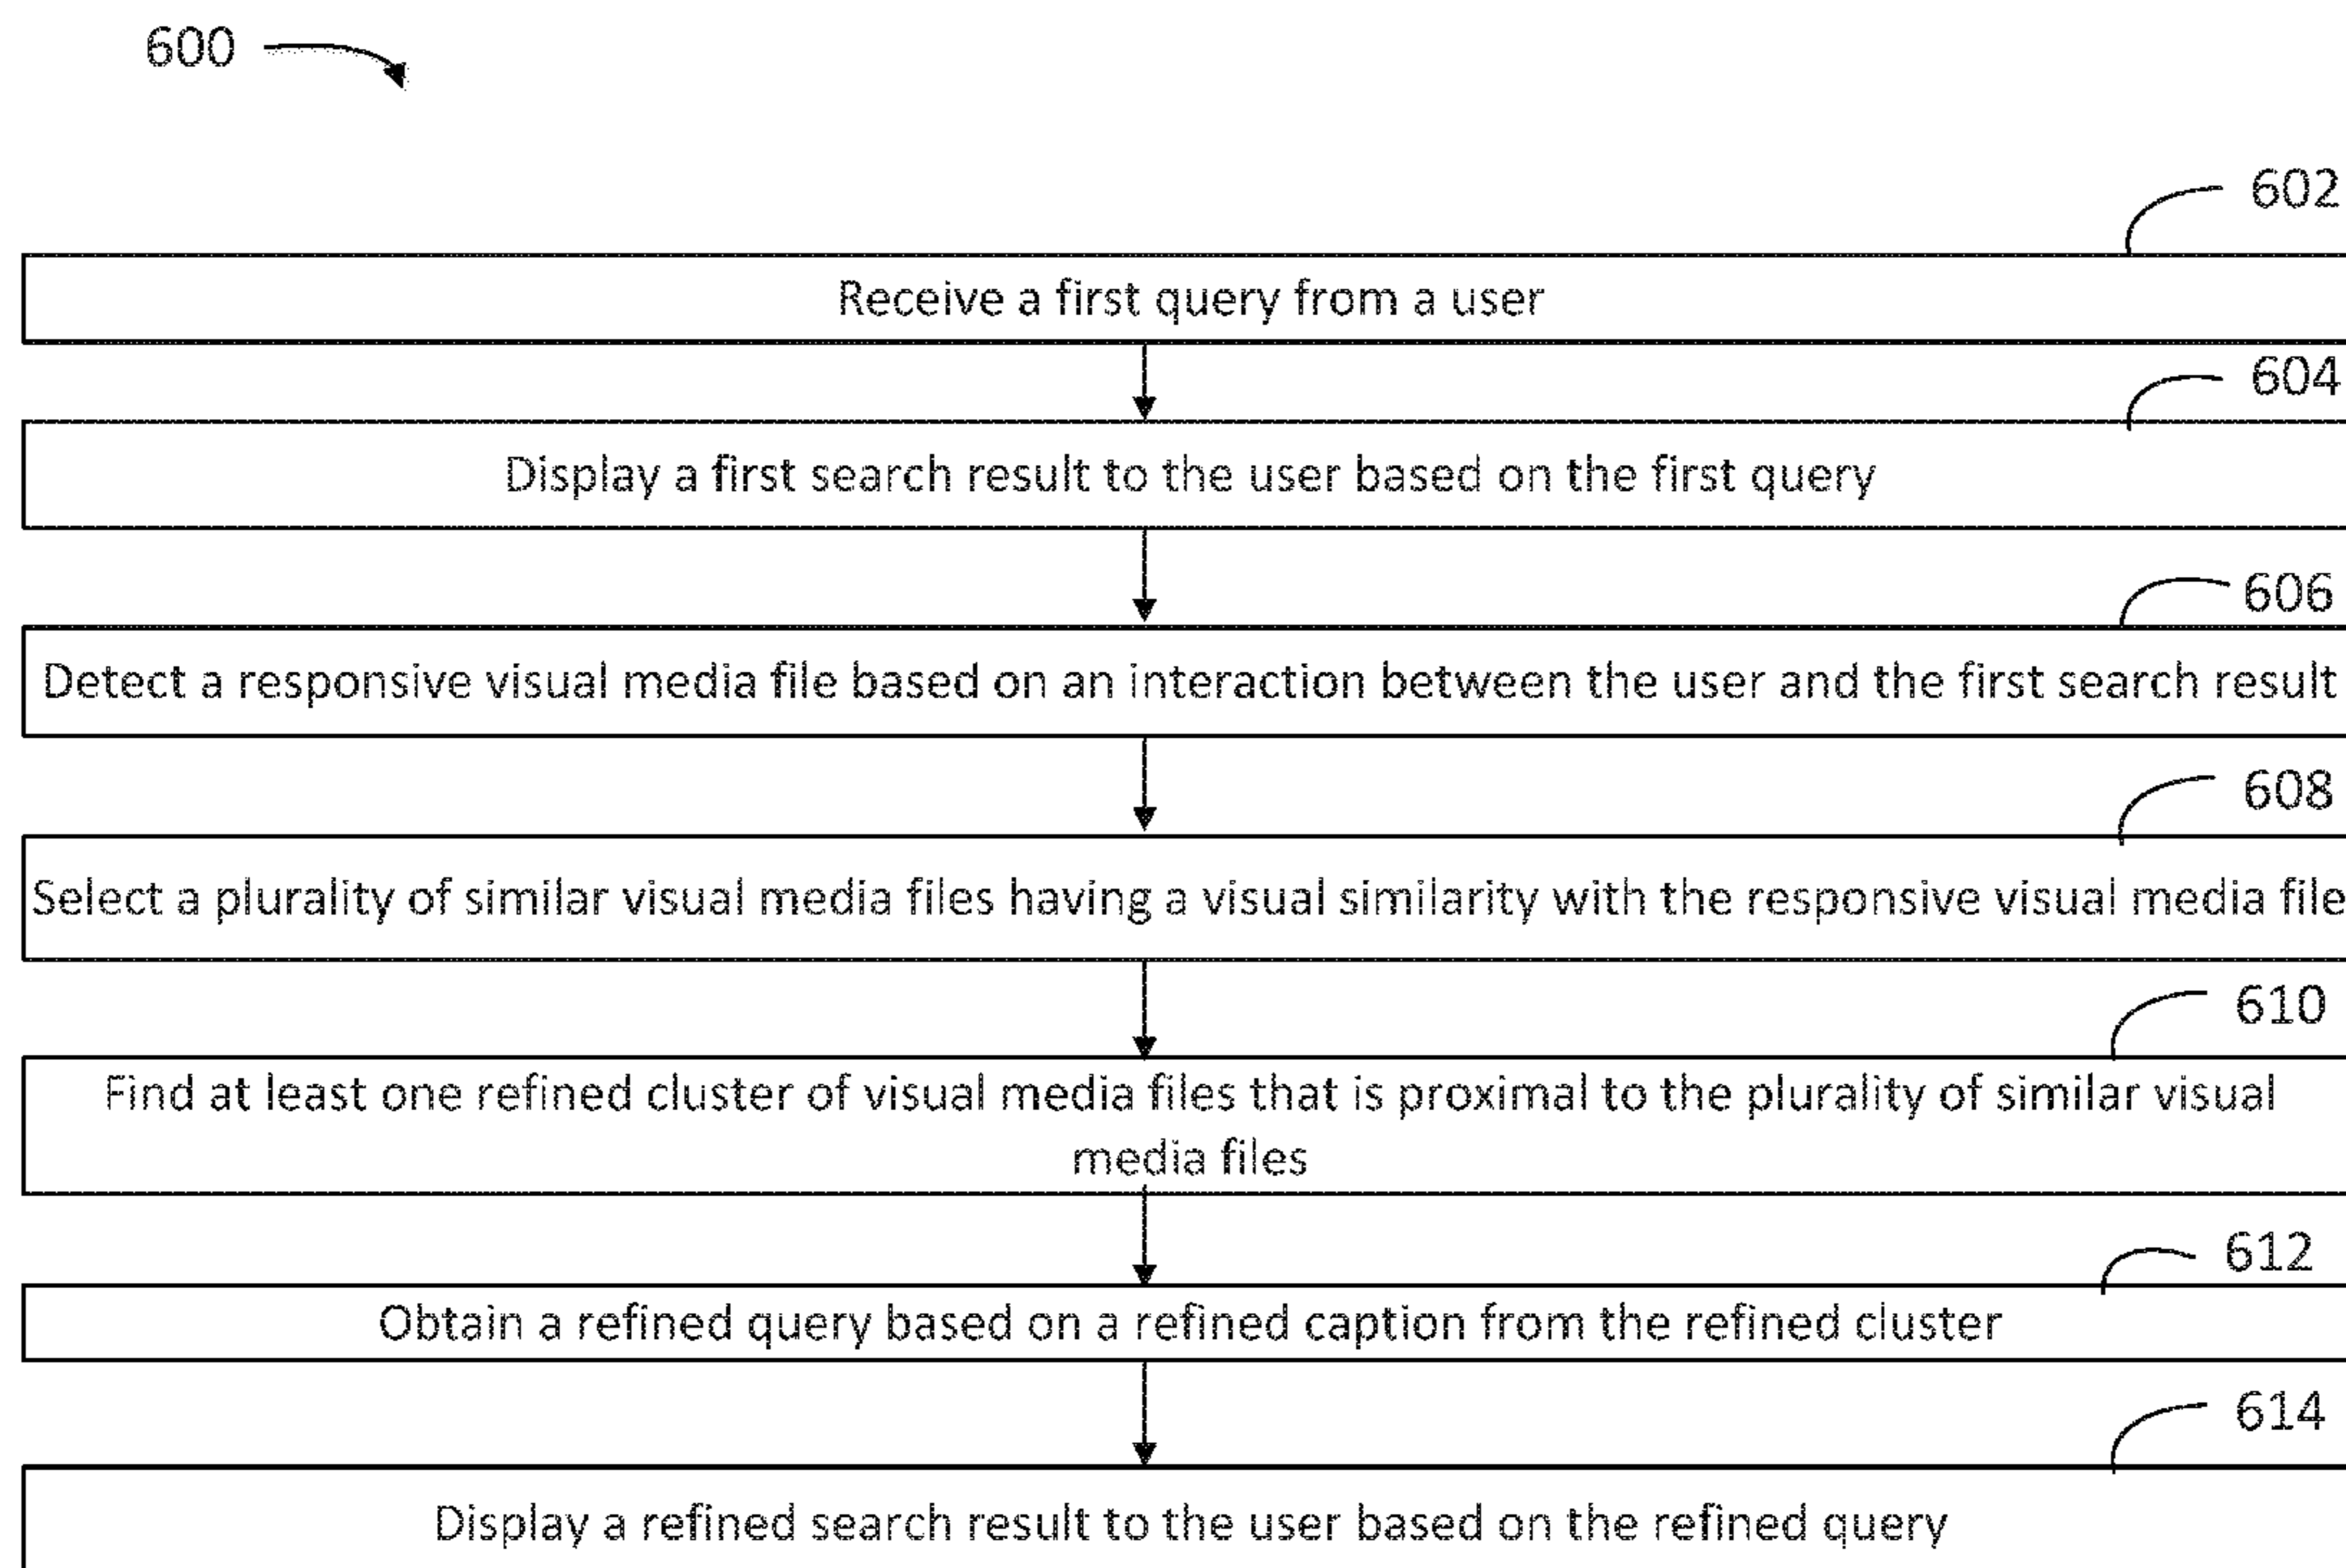 600
602
Receive a first query from a user
604
Display a first search result to the user based on the first query
606
Detect a responsive visual media file based on an interaction between the user and the first search result
608
Select a plurality of similar visual media files having a visual similarity with the responsive visual media file
610
Find at least one refined cluster of visual media files that is proximal to the plurality of similar visual
media files
612
Obtain a refined query based on a refined caption from the refined cluster
614
Display a refined search result to the user based on the refined query